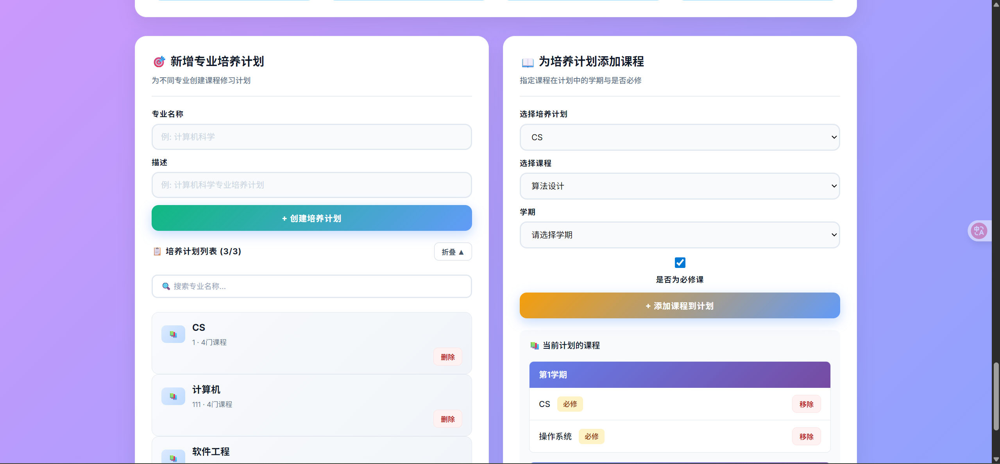 新增专业培养计划
为不同专业创建课程修习计划
专业名称
例: 计算机科学
描述
例: 计算机科学专业培养计划
+ 创建培养计划
培养计划列表 (3/3)
折叠 ▲
搜索专业名称...
CS
1 · 4门课程
删除
计算机
111 · 4门课程
删除
软件工程
为培养计划添加课程
指定课程在计划中的学期与是否必修
选择培养计划
CS
选择课程
算法设计
学期
请选择学期
是否为必修课
+ 添加课程到计划
当前计划的课程
第1学期
CS 必修 移除
操作系统 必修 移除
中 A